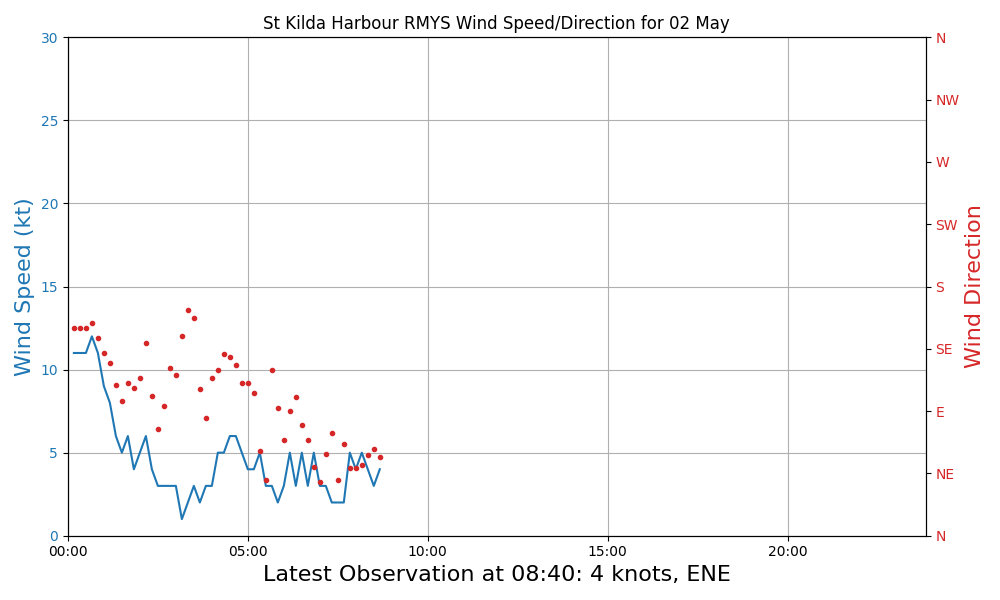 St Kilda Harbour RMYS Wind Speed/Direction for 02 May
30
25
20
15
10
5
0
Wind Speed (kt)
N
NW
W
SW
S
SE
E
NE
N
Wind Direction
00:00 05:00 10:00 15:00 20:00
Latest Observation at 08:40: 4 knots, ENE